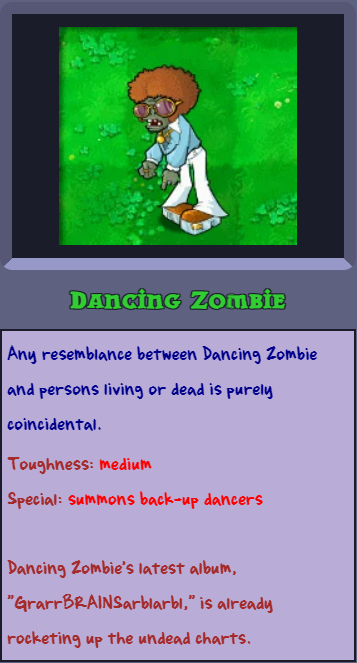 Dancing Zombie
Any resemblance between Dancing Zombie
and persons living or dead is purely
coincidental.
Toughness: medium
Special: summons back-up dancers
Dancing Zombie's latest album,
"GrarrBRAINSarblarbl," is already
rocketing up the undead charts.